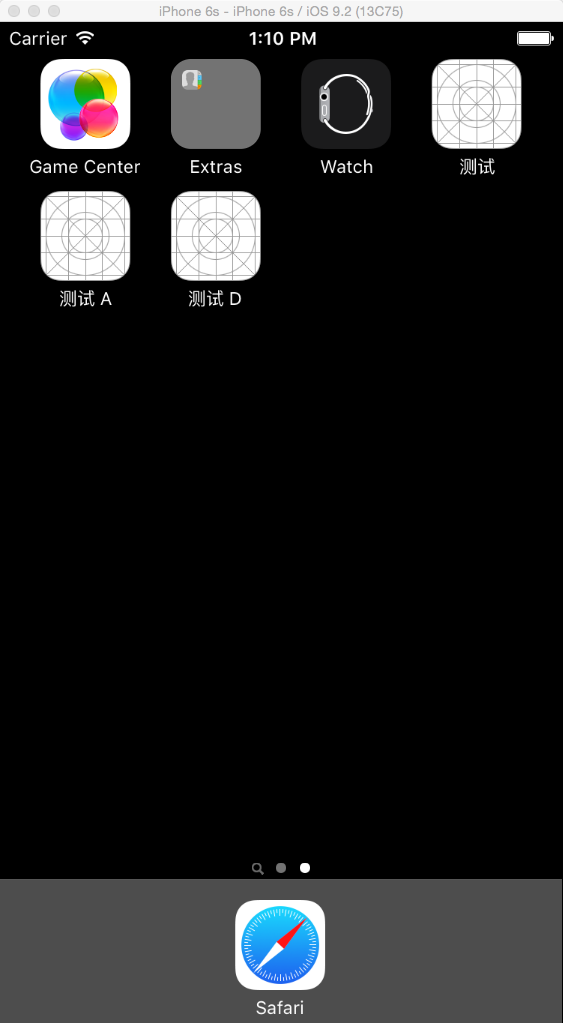 iPhone 6s - iPhone 6s / iOS 9.2 (13C75)
Carrier 1:10 PM
Game Center Extras Watch 测试
测试 A 测试 D
Safari